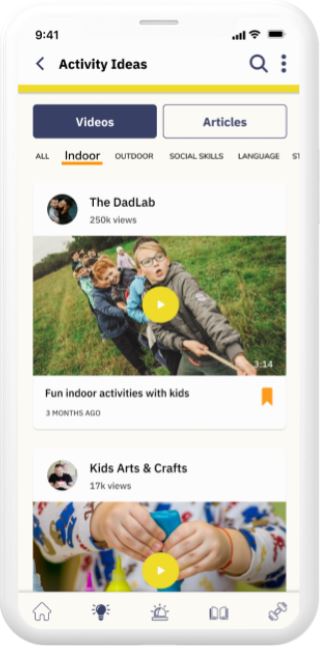 9:41
Activity Ideas
Videos
Articles
ALL Indoor OUTDOOR SOCIAL SKILLS LANGUAGE ST
The DadLab
250k views
3:14
Fun indoor activities with kids
3 MONTHS AGO
Kids Arts & Crafts
17k views